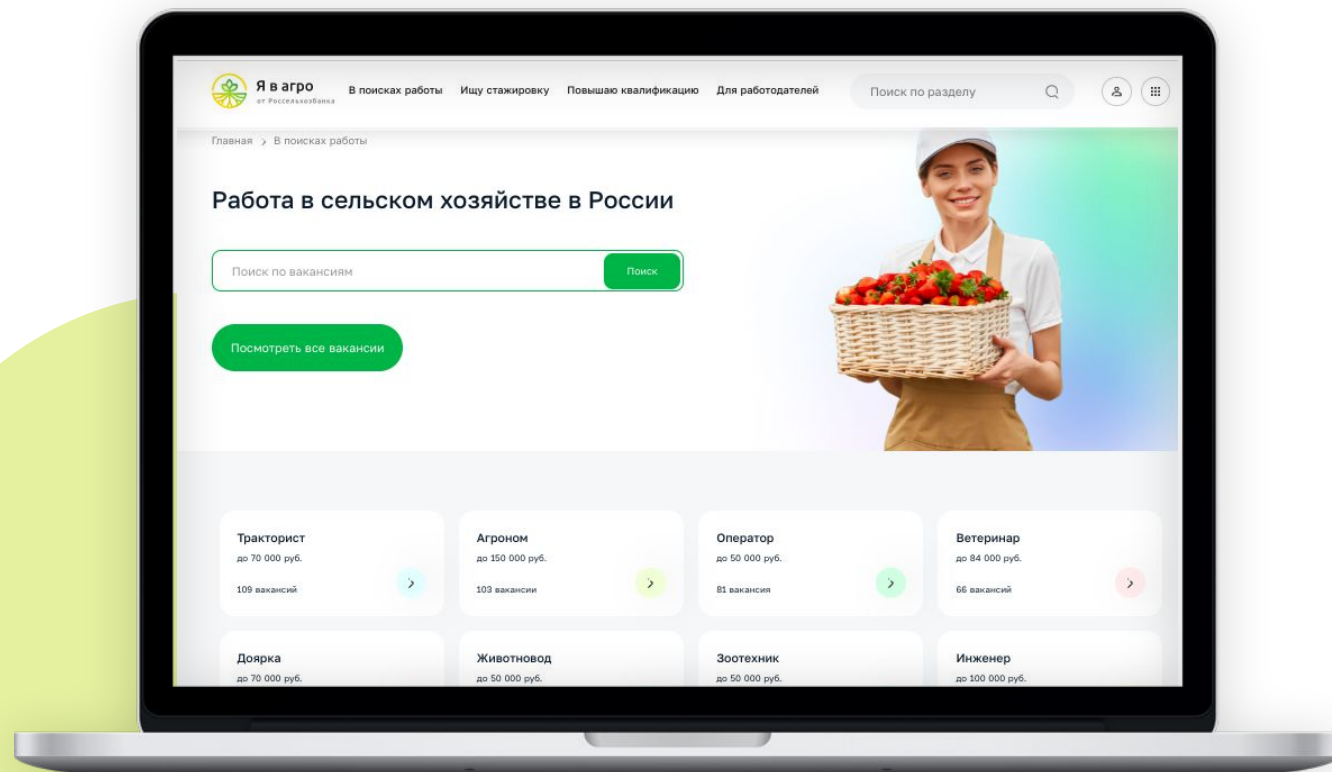 Я в агро
от Россельхозбанка
В поисках работы
Ищу стажировку
Повышаю квалификацию
Для работодателей
Поиск по разделу
Главная > В поисках работы
Работа в сельском хозяйстве в России
Поиск по вакансиям
Поиск
Посмотреть все вакансии
Тракторист
до 70 000 руб.
109 вакансий
Агроном
до 150 000 руб.
103 вакансии
Оператор
до 50 000 руб.
81 вакансия
Ветеринар
до 84 000 руб.
66 вакансий
Доярка
до 70 000 руб.
Животновод
до 50 000 руб.
Зоотехник
до 50 000 руб.
Инженер
до 100 000 руб.